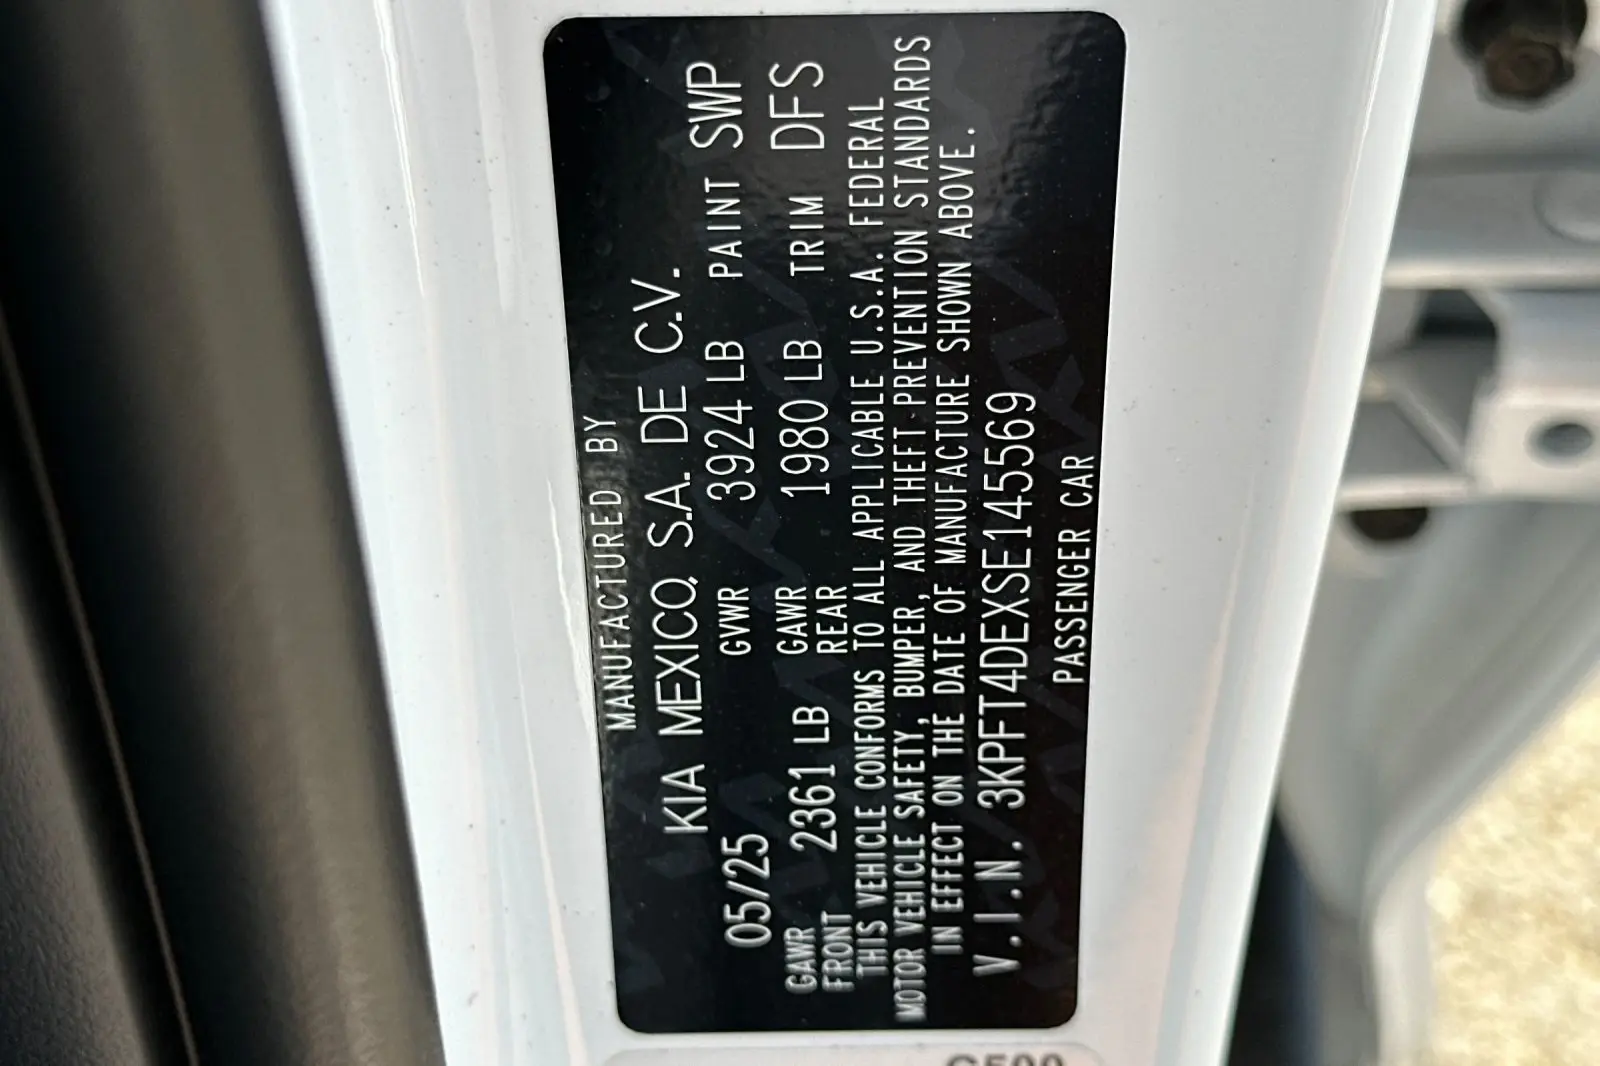 MANUFACTURED BY
KIA MEXICO, S.A. DE C.V.
05/25 GVWR 3924 LB PAINT SWP
GAWR FRONT 2361 LB GAWR REAR 1980 LB TRIM DFS
THIS VEHICLE CONFORMS TO ALL APPLICABLE U.S.A. FEDERAL
MOTOR VEHICLE SAFETY, BUMPER, AND THEFT PREVENTION STANDARDS
IN EFFECT ON THE DATE OF MANUFACTURE SHOWN ABOVE.
V.I.N. 3KPFT4DEXSE145569
PASSENGER CAR